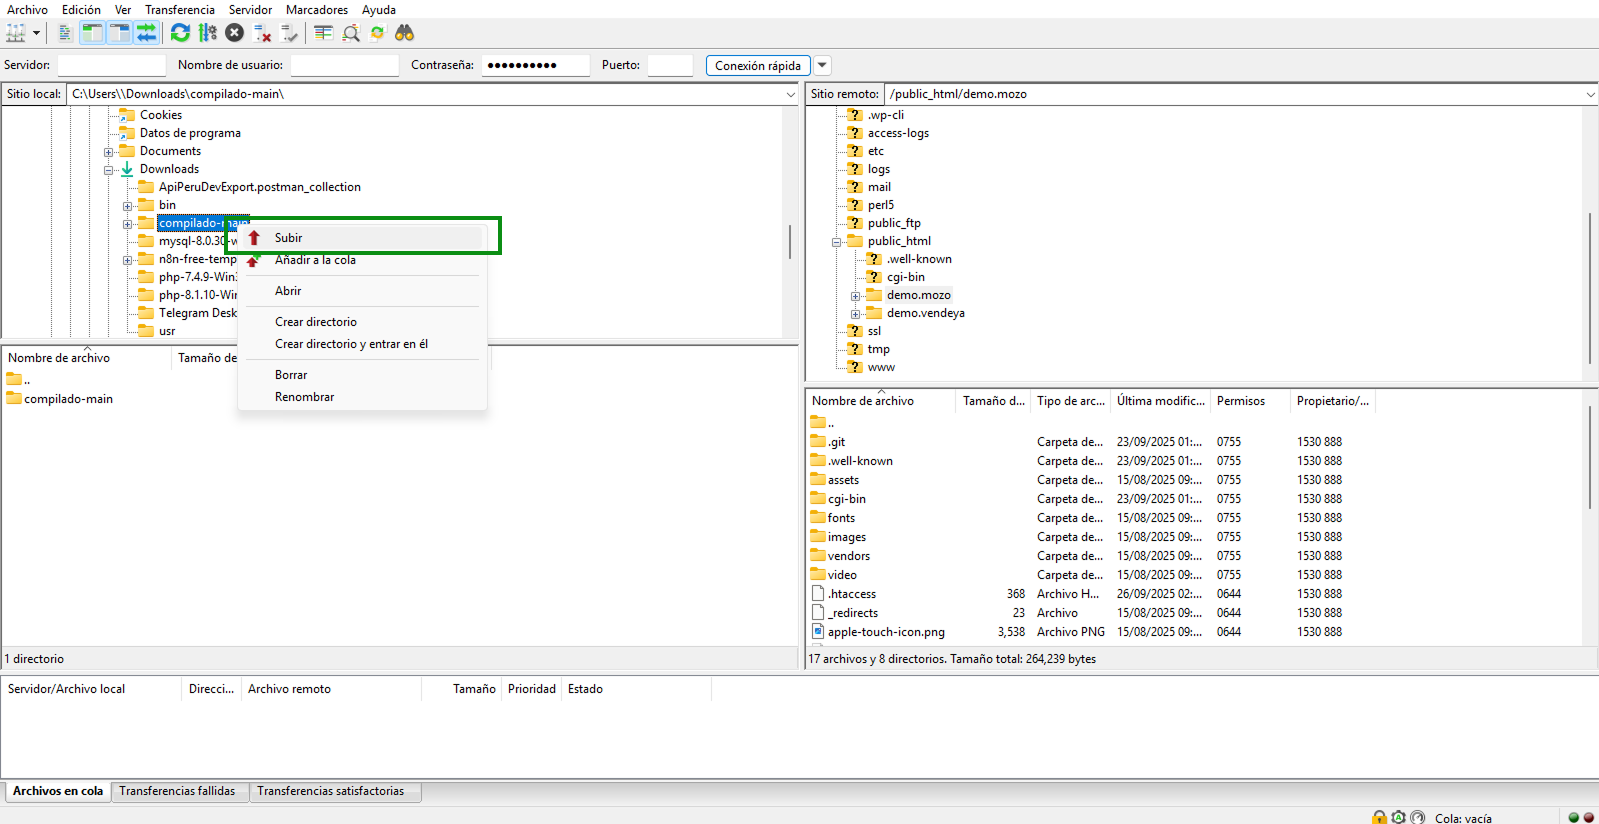 Archivo Edición Ver Transferencia Servidor Marcadores Ayuda
Servidor: Nombre de usuario: Contraseña: ●●●●●●●●●● Puerto: Conexión rápida
Sitio local: C:\Users\\Downloads\compilado-main\
Cookies
Datos de programa
Documents
Downloads
ApiPeruDevExport.postman_collection
bin
compilado-main
mysql-8.0.30-w
n8n-free-temp
php-7.4.9-Win
php-8.1.10-Win
Telegram Desk
usr
Subir
Añadir a la cola
Abrir
Crear directorio
Crear directorio y entrar en él
Borrar
Renombrar
Nombre de archivo Tamaño de
..
compilado-main
1 directorio
Sitio remoto: /public_html/demo.mozo
.wp-cli
access-logs
etc
logs
mail
perl5
public_ftp
public_html
.well-known
cgi-bin
demo.mozo
demo.vendeya
ssl
tmp
www
Nombre de archivo Tamaño d... Tipo de arc... Última modific... Permisos Propietario/...
..
.git Carpeta de... 23/09/2025 01:... 0755 1530 888
.well-known Carpeta de... 23/09/2025 01:... 0755 1530 888
assets Carpeta de... 15/08/2025 09:... 0755 1530 888
cgi-bin Carpeta de... 23/09/2025 01:... 0755 1530 888
fonts Carpeta de... 15/08/2025 09:... 0755 1530 888
images Carpeta de... 15/08/2025 09:... 0755 1530 888
vendors Carpeta de... 15/08/2025 09:... 0755 1530 888
video Carpeta de... 15/08/2025 09:... 0755 1530 888
.htaccess 368 Archivo H... 26/09/2025 02:... 0644 1530 888
_redirects 23 Archivo 15/08/2025 09:... 0644 1530 888
apple-touch-icon.png 3,538 Archivo PNG 15/08/2025 09:... 0644 1530 888
17 archivos y 8 directorios. Tamaño total: 264,239 bytes
Servidor/Archivo local Direcci... Archivo remoto Tamaño Prioridad Estado
Archivos en cola Transferencias fallidas Transferencias satisfactorias
Cola: vacía